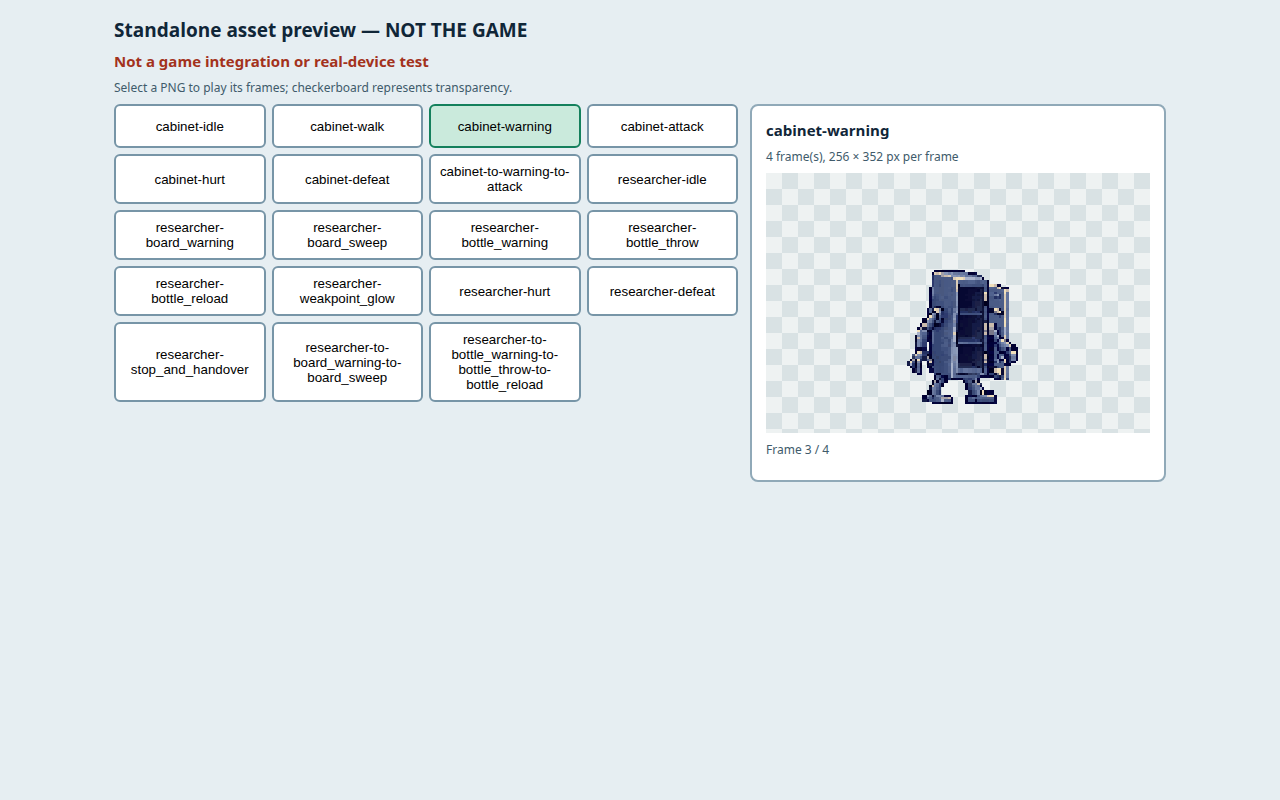 Standalone asset preview — NOT THE GAME
Not a game integration or real-device test
Select a PNG to play its frames; checkerboard represents transparency.
cabinet-idle
cabinet-walk
cabinet-warning
cabinet-attack
cabinet-hurt
cabinet-defeat
cabinet-to-warning-to-
attack
researcher-idle
researcher-
board_warning
researcher-
board_sweep
researcher-
bottle_warning
researcher-
bottle_throw
researcher-
bottle_reload
researcher-
weakpoint_glow
researcher-hurt
researcher-defeat
researcher-
stop_and_handover
researcher-to-
board_warning-to-
board_sweep
researcher-to-
bottle_warning-to-
bottle_throw-to-
bottle_reload
cabinet-warning
4 frame(s), 256 × 352 px per frame
Frame 3 / 4